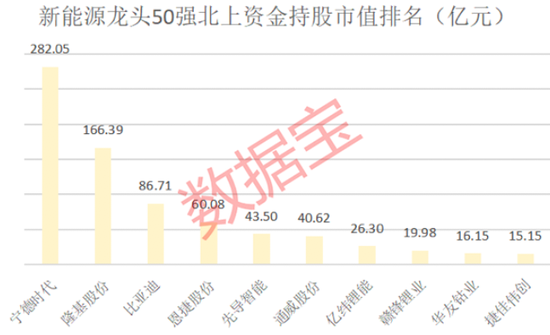 新能源龙头50强北上资金持股市值排名（亿元）
282.05
166.39
86.71
60.08
43.50
40.62
26.30
19.98
16.15
15.15
数据宝
宁德时代
隆基股份
比亚迪
恩捷股份
先导智能
通威股份
亿纬锂能
赣锋锂业
华友钴业
捷佳伟创